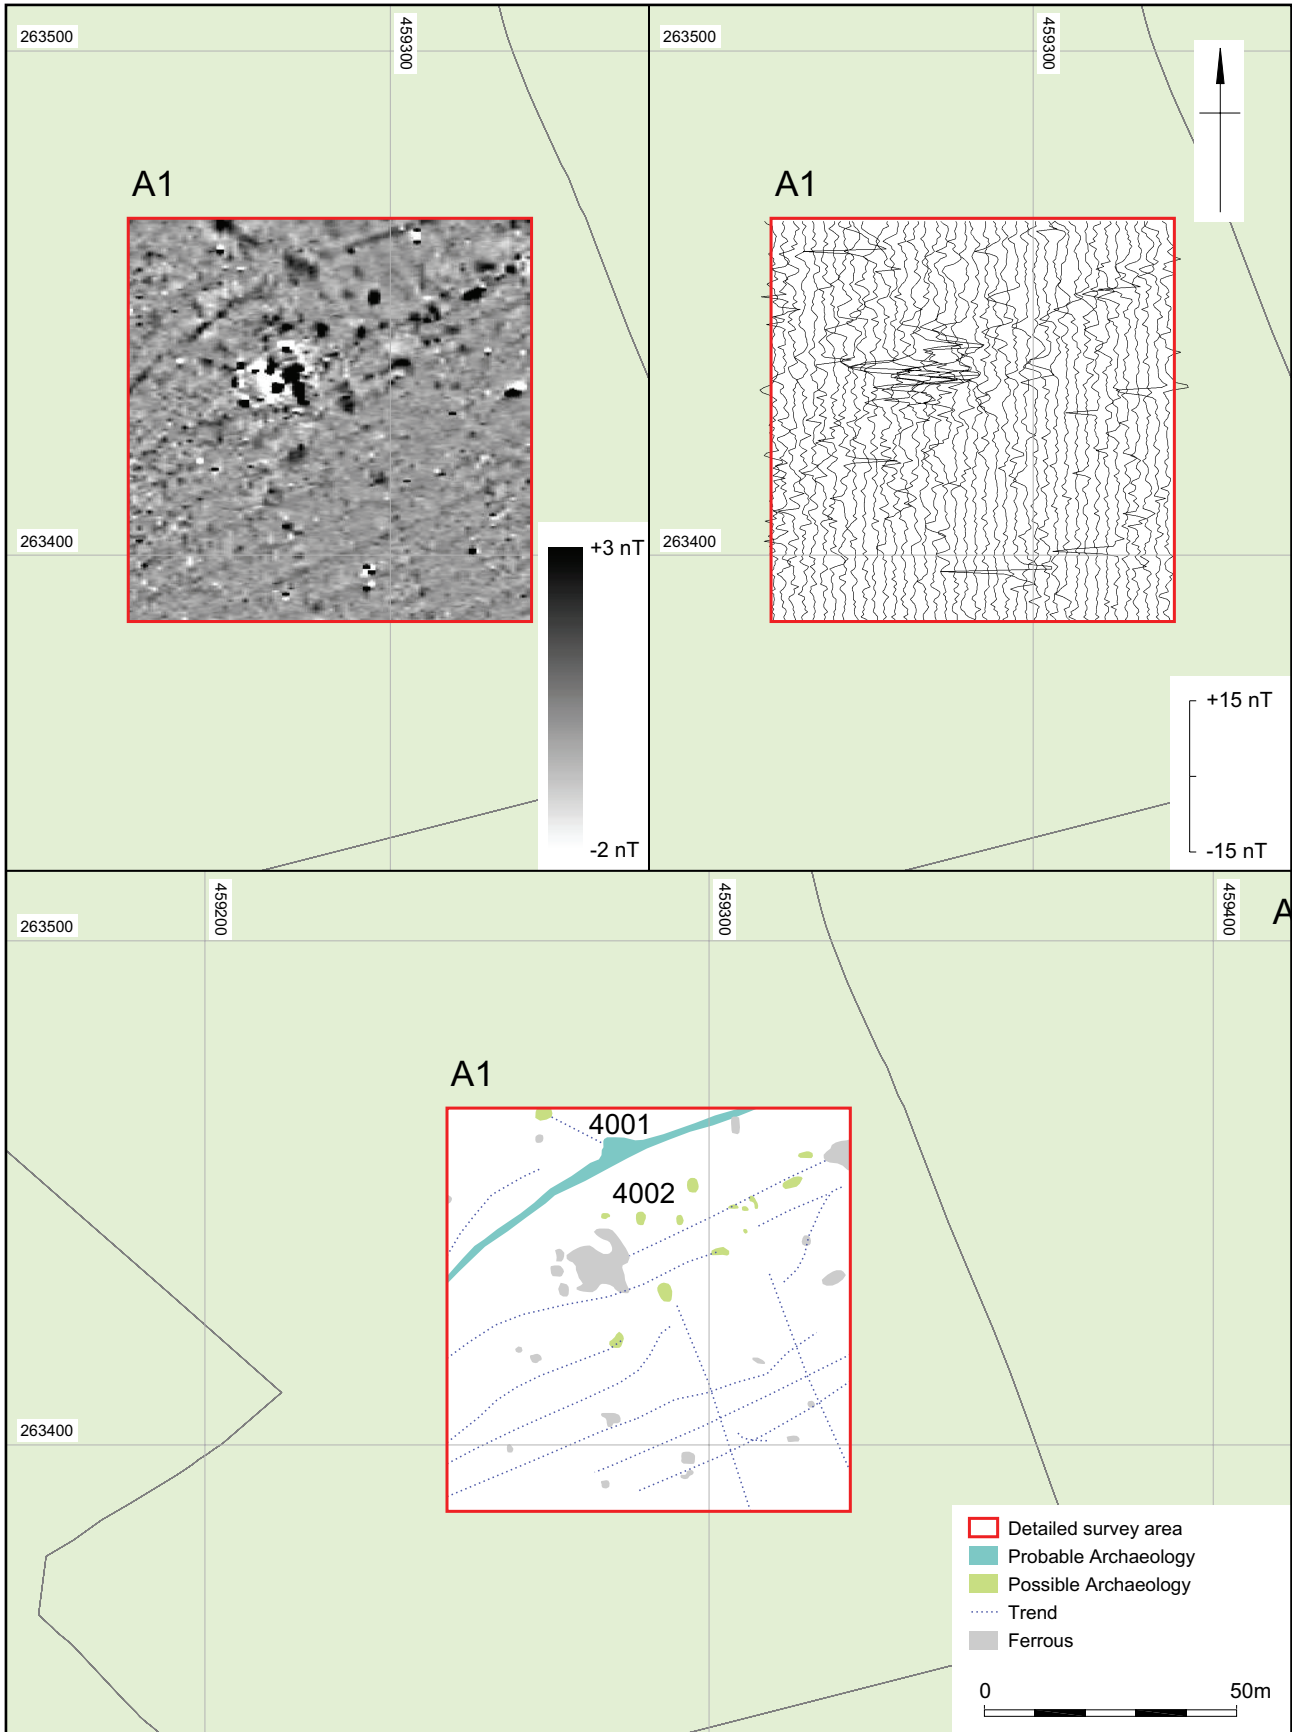 263500
459300
A1
263400
+3 nT
-2 nT
263500
459300
A1
263400
+15 nT
-15 nT
459200
459300
459400
263500
A
A1
4001
4002
263400
Detailed survey area
Probable Archaeology
Possible Archaeology
Trend
Ferrous
0 50m